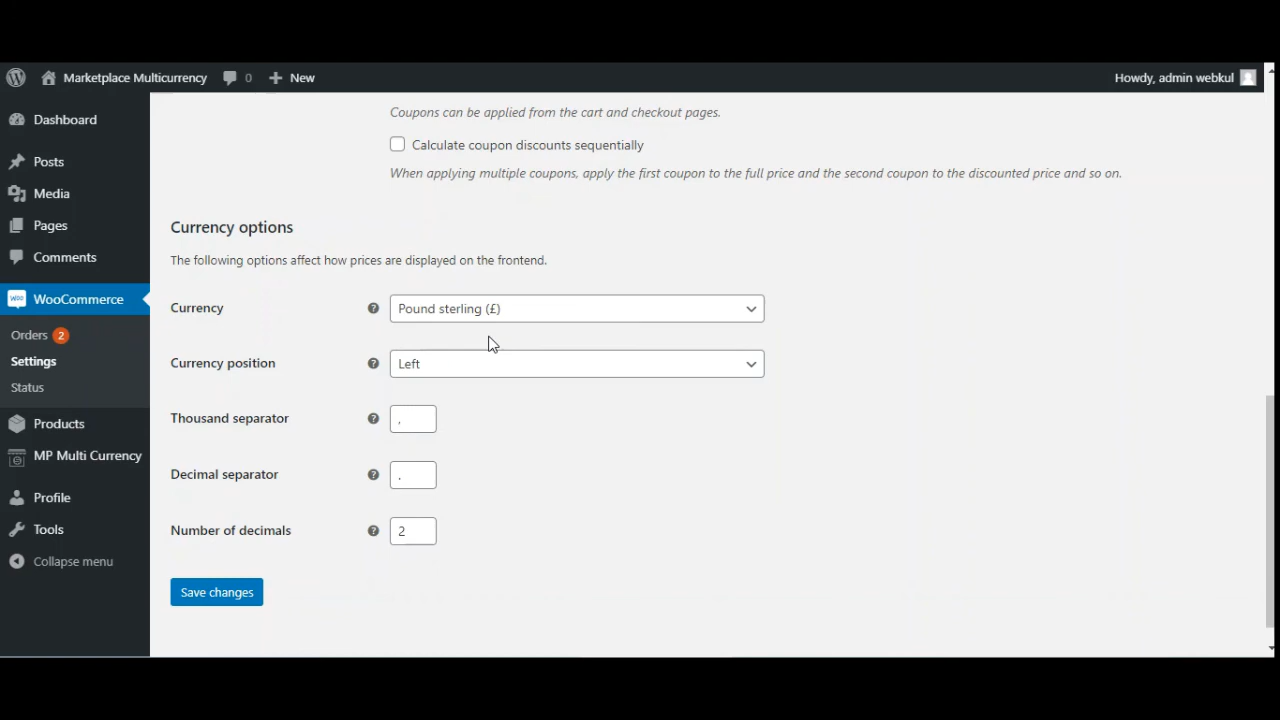 Marketplace Multicurrency 0 New Howdy, admin webkul
Dashboard
Posts
Media
Pages
Comments
WooCommerce
Orders 2
Settings
Status
Products
MP Multi Currency
Profile
Tools
Collapse menu
Coupons can be applied from the cart and checkout pages.
Calculate coupon discounts sequentially
When applying multiple coupons, apply the first coupon to the full price and the second coupon to the discounted price and so on.
Currency options
The following options affect how prices are displayed on the frontend.
Currency ? Pound sterling (£)
Currency position ? Left
Thousand separator ? ,
Decimal separator ? .
Number of decimals ? 2
Save changes